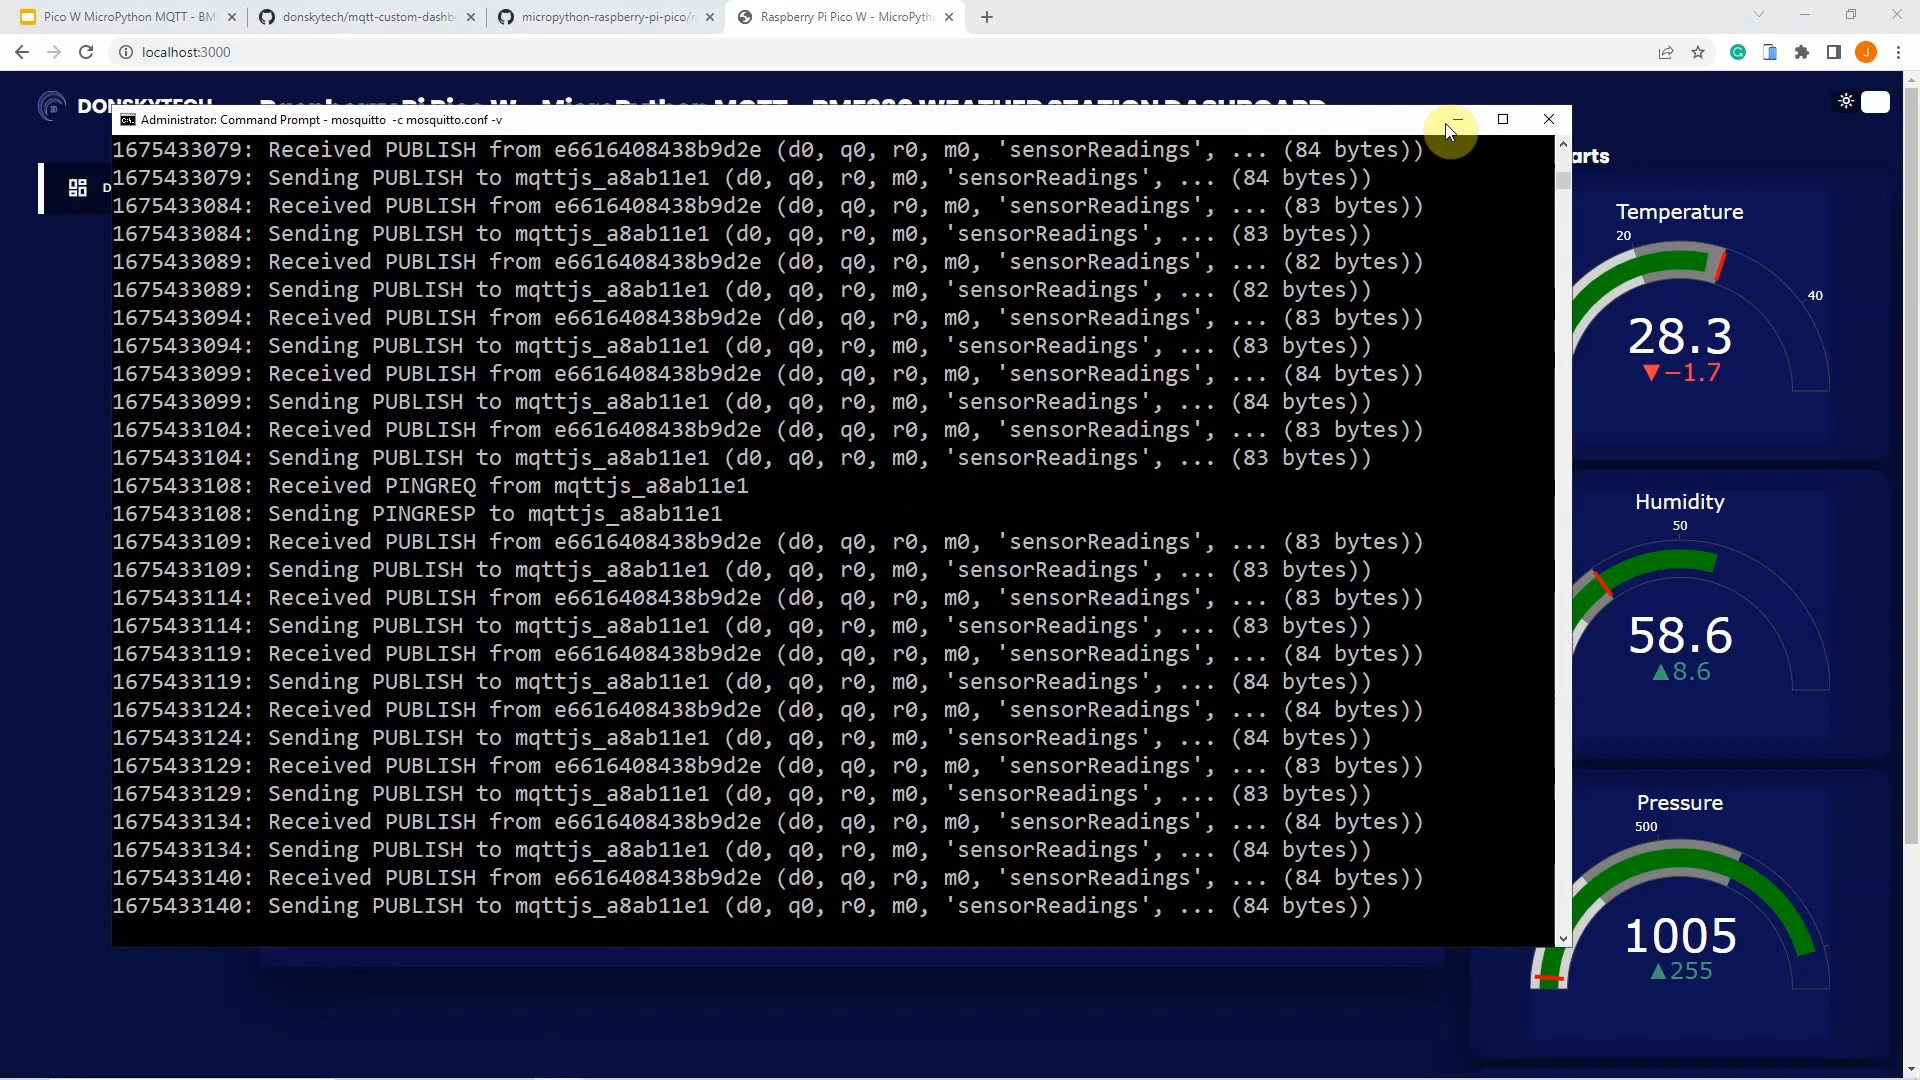 Pico W MicroPython MQTT - BM
donskytech/mqtt-custom-dashb
micropython-raspberry-pi-pico/
Raspberry Pi Pico W - MicroPyth
localhost:3000
J
DONSKYTECH
Raspberry Pi Pico W - MicroPython MQTT - BME280 WEATHER STATION DASHBOARD
Administrator: Command Prompt - mosquitto -c mosquitto.conf -v
1675433079: Received PUBLISH from e6616408438b9d2e (d0, q0, r0, m0, 'sensorReadings', ... (84 bytes))
1675433079: Sending PUBLISH to mqttjs_a8ab11e1 (d0, q0, r0, m0, 'sensorReadings', ... (84 bytes))
1675433084: Received PUBLISH from e6616408438b9d2e (d0, q0, r0, m0, 'sensorReadings', ... (83 bytes))
1675433084: Sending PUBLISH to mqttjs_a8ab11e1 (d0, q0, r0, m0, 'sensorReadings', ... (83 bytes))
1675433089: Received PUBLISH from e6616408438b9d2e (d0, q0, r0, m0, 'sensorReadings', ... (82 bytes))
1675433089: Sending PUBLISH to mqttjs_a8ab11e1 (d0, q0, r0, m0, 'sensorReadings', ... (82 bytes))
1675433094: Received PUBLISH from e6616408438b9d2e (d0, q0, r0, m0, 'sensorReadings', ... (83 bytes))
1675433094: Sending PUBLISH to mqttjs_a8ab11e1 (d0, q0, r0, m0, 'sensorReadings', ... (83 bytes))
1675433099: Received PUBLISH from e6616408438b9d2e (d0, q0, r0, m0, 'sensorReadings', ... (84 bytes))
1675433099: Sending PUBLISH to mqttjs_a8ab11e1 (d0, q0, r0, m0, 'sensorReadings', ... (84 bytes))
1675433104: Received PUBLISH from e6616408438b9d2e (d0, q0, r0, m0, 'sensorReadings', ... (83 bytes))
1675433104: Sending PUBLISH to mqttjs_a8ab11e1 (d0, q0, r0, m0, 'sensorReadings', ... (83 bytes))
1675433108: Received PINGREQ from mqttjs_a8ab11e1
1675433108: Sending PINGRESP to mqttjs_a8ab11e1
1675433109: Received PUBLISH from e6616408438b9d2e (d0, q0, r0, m0, 'sensorReadings', ... (83 bytes))
1675433109: Sending PUBLISH to mqttjs_a8ab11e1 (d0, q0, r0, m0, 'sensorReadings', ... (83 bytes))
1675433114: Received PUBLISH from e6616408438b9d2e (d0, q0, r0, m0, 'sensorReadings', ... (83 bytes))
1675433114: Sending PUBLISH to mqttjs_a8ab11e1 (d0, q0, r0, m0, 'sensorReadings', ... (83 bytes))
1675433119: Received PUBLISH from e6616408438b9d2e (d0, q0, r0, m0, 'sensorReadings', ... (84 bytes))
1675433119: Sending PUBLISH to mqttjs_a8ab11e1 (d0, q0, r0, m0, 'sensorReadings', ... (84 bytes))
1675433124: Received PUBLISH from e6616408438b9d2e (d0, q0, r0, m0, 'sensorReadings', ... (84 bytes))
1675433124: Sending PUBLISH to mqttjs_a8ab11e1 (d0, q0, r0, m0, 'sensorReadings', ... (84 bytes))
1675433129: Received PUBLISH from e6616408438b9d2e (d0, q0, r0, m0, 'sensorReadings', ... (83 bytes))
1675433129: Sending PUBLISH to mqttjs_a8ab11e1 (d0, q0, r0, m0, 'sensorReadings', ... (83 bytes))
1675433134: Received PUBLISH from e6616408438b9d2e (d0, q0, r0, m0, 'sensorReadings', ... (84 bytes))
1675433134: Sending PUBLISH to mqttjs_a8ab11e1 (d0, q0, r0, m0, 'sensorReadings', ... (84 bytes))
1675433140: Received PUBLISH from e6616408438b9d2e (d0, q0, r0, m0, 'sensorReadings', ... (84 bytes))
1675433140: Sending PUBLISH to mqttjs_a8ab11e1 (d0, q0, r0, m0, 'sensorReadings', ... (84 bytes))
D
arts
Temperature
20
40
28.3
▼−1.7
Humidity
50
58.6
▲8.6
Pressure
500
1005
▲255